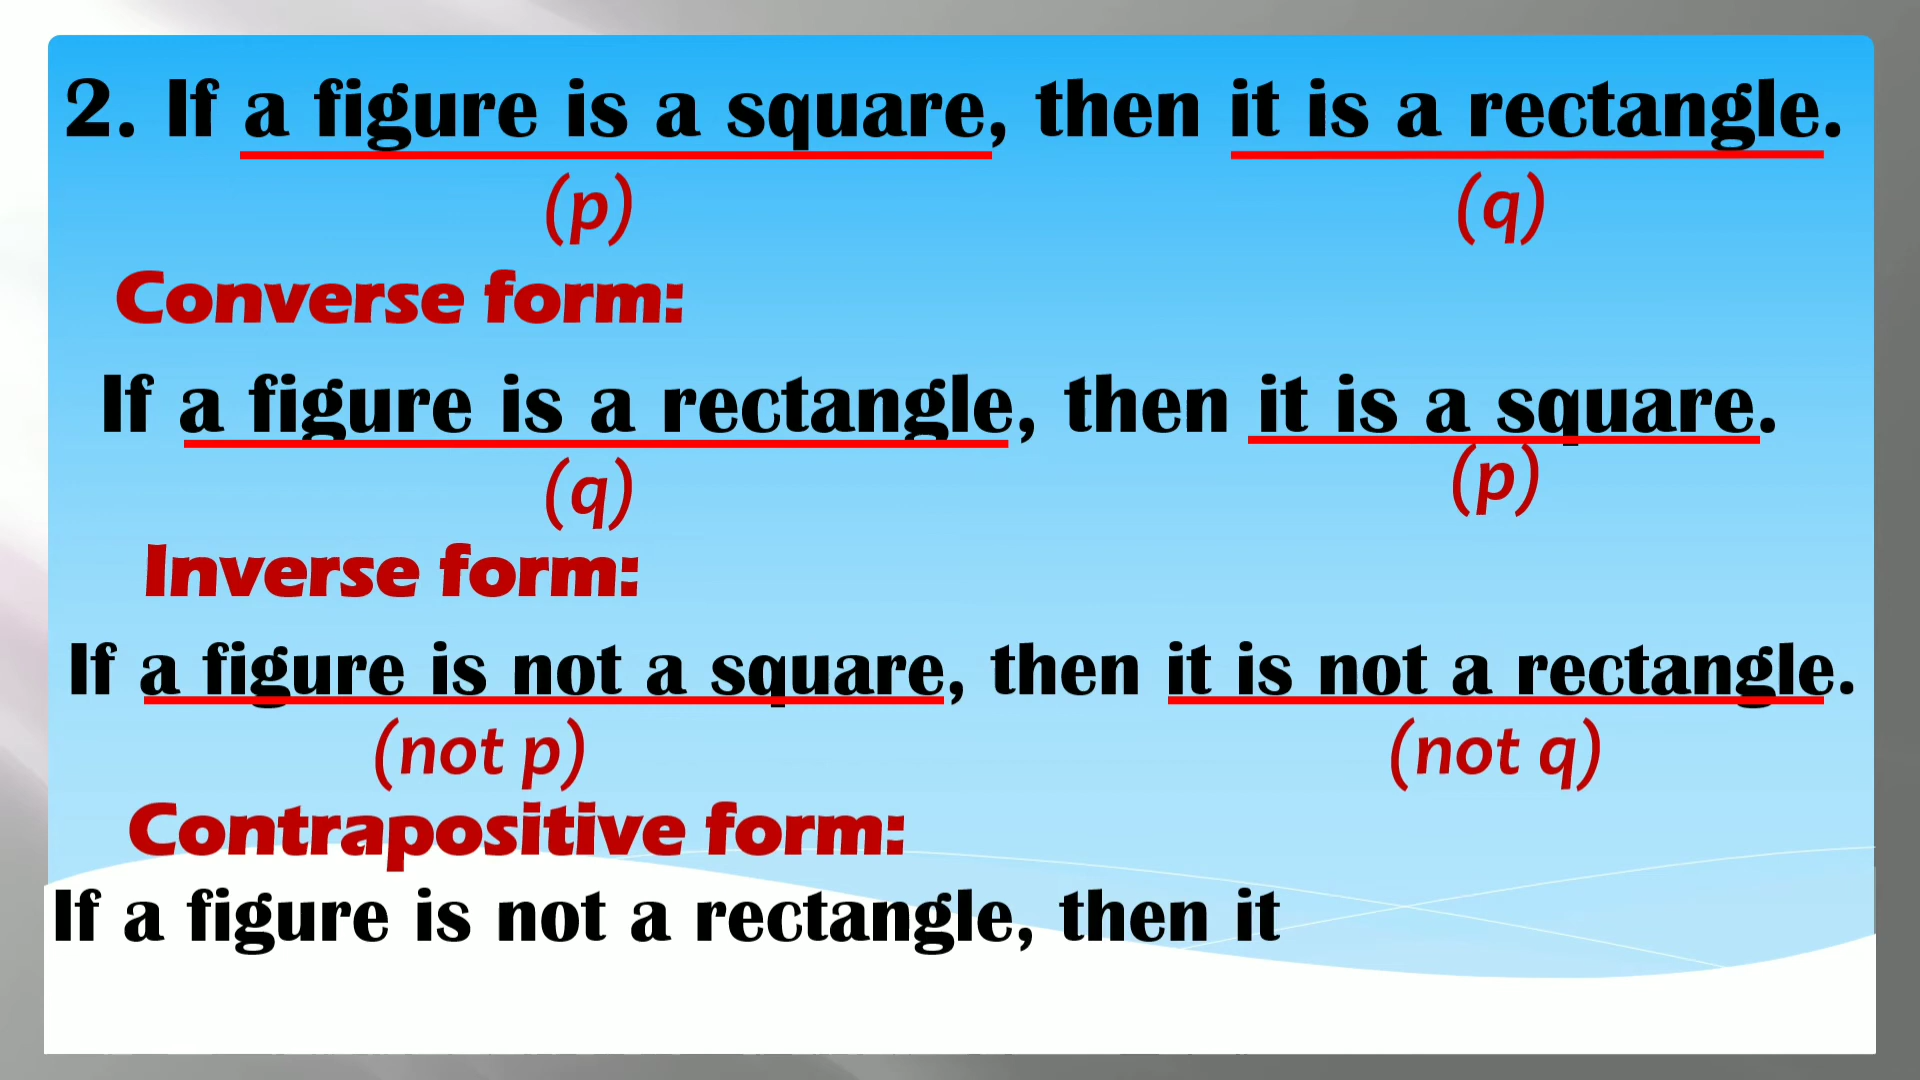 2. If a figure is a square, then it is a rectangle.
(p) (q)
Converse form:
If a figure is a rectangle, then it is a square.
(q) (p)
Inverse form:
If a figure is not a square, then it is not a rectangle.
(not p) (not q)
Contrapositive form:
If a figure is not a rectangle, then it